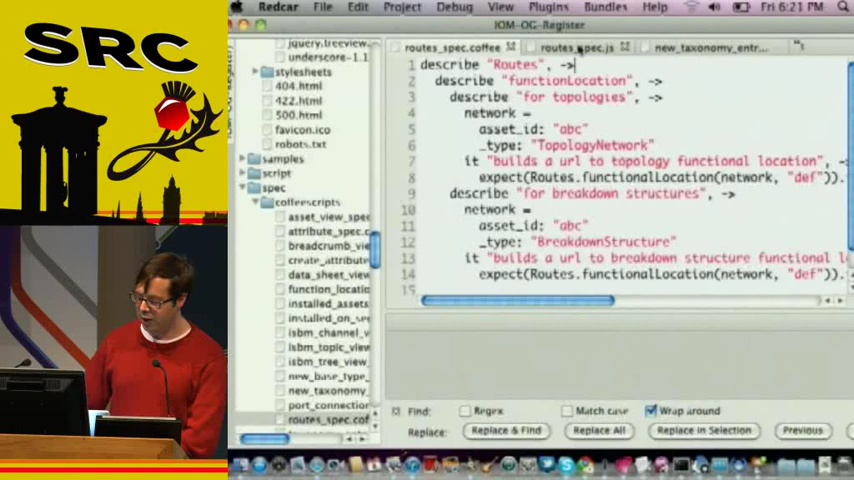 SRC
Redcar File Edit Project Debug View Plugins Bundles Help Fri 6:21 PM
IOM-OG-Register
routes_spec.coffee routes_spec.js new_taxonomy_entr...
jquery.treeview.
underscore-1.1
stylesheets
404.html
422.html
500.html
favicon.ico
robots.txt
samples
script
spec
coffeescripts
asset_view_spe
attribute_spec.c
breadcrumb_vie
create_attribute
data_sheet_view
function_locatio
installed_assets
installed_on_se
isbm_channel_v
isbm_topic_view
isbm_tree_view
new_base_type_
new_taxonomy_
port_connection
routes_spec.cof
1 describe "Routes", ->
2 describe "functionLocation", ->
3 describe "for topologies", ->
4 network =
5 asset_id: "abc"
6 _type: "TopologyNetwork"
7 it "builds a url to topology functional location", -
8 expect(Routes.functionalLocation(network, "def")).
9 describe "for breakdown structures", ->
10 network =
11 asset_id: "abc"
12 _type: "BreakdownStructure"
13 it "builds a url to breakdown structure functional l
14 expect(Routes.functionalLocation(network, "def")).
15
Find: Regex Match case Wrap around
Replace: Replace & Find Replace All Replace in Selection Previous